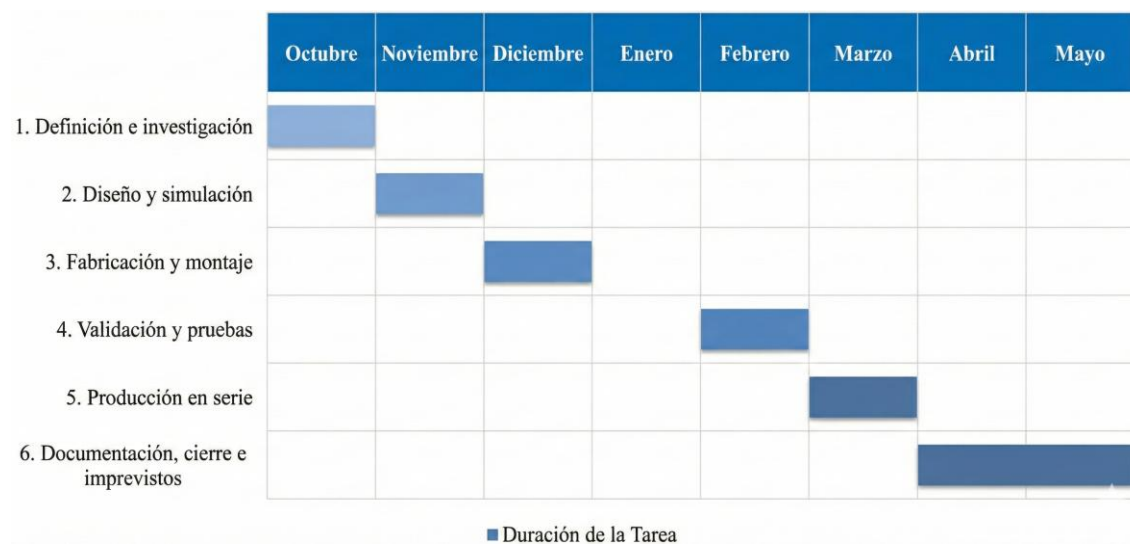 Octubre Noviembre Diciembre Enero Febrero Marzo Abril Mayo
1. Definición e investigación
2. Diseño y simulación
3. Fabricación y montaje
4. Validación y pruebas
5. Producción en serie
6. Documentación, cierre e
imprevistos
Duración de la Tarea